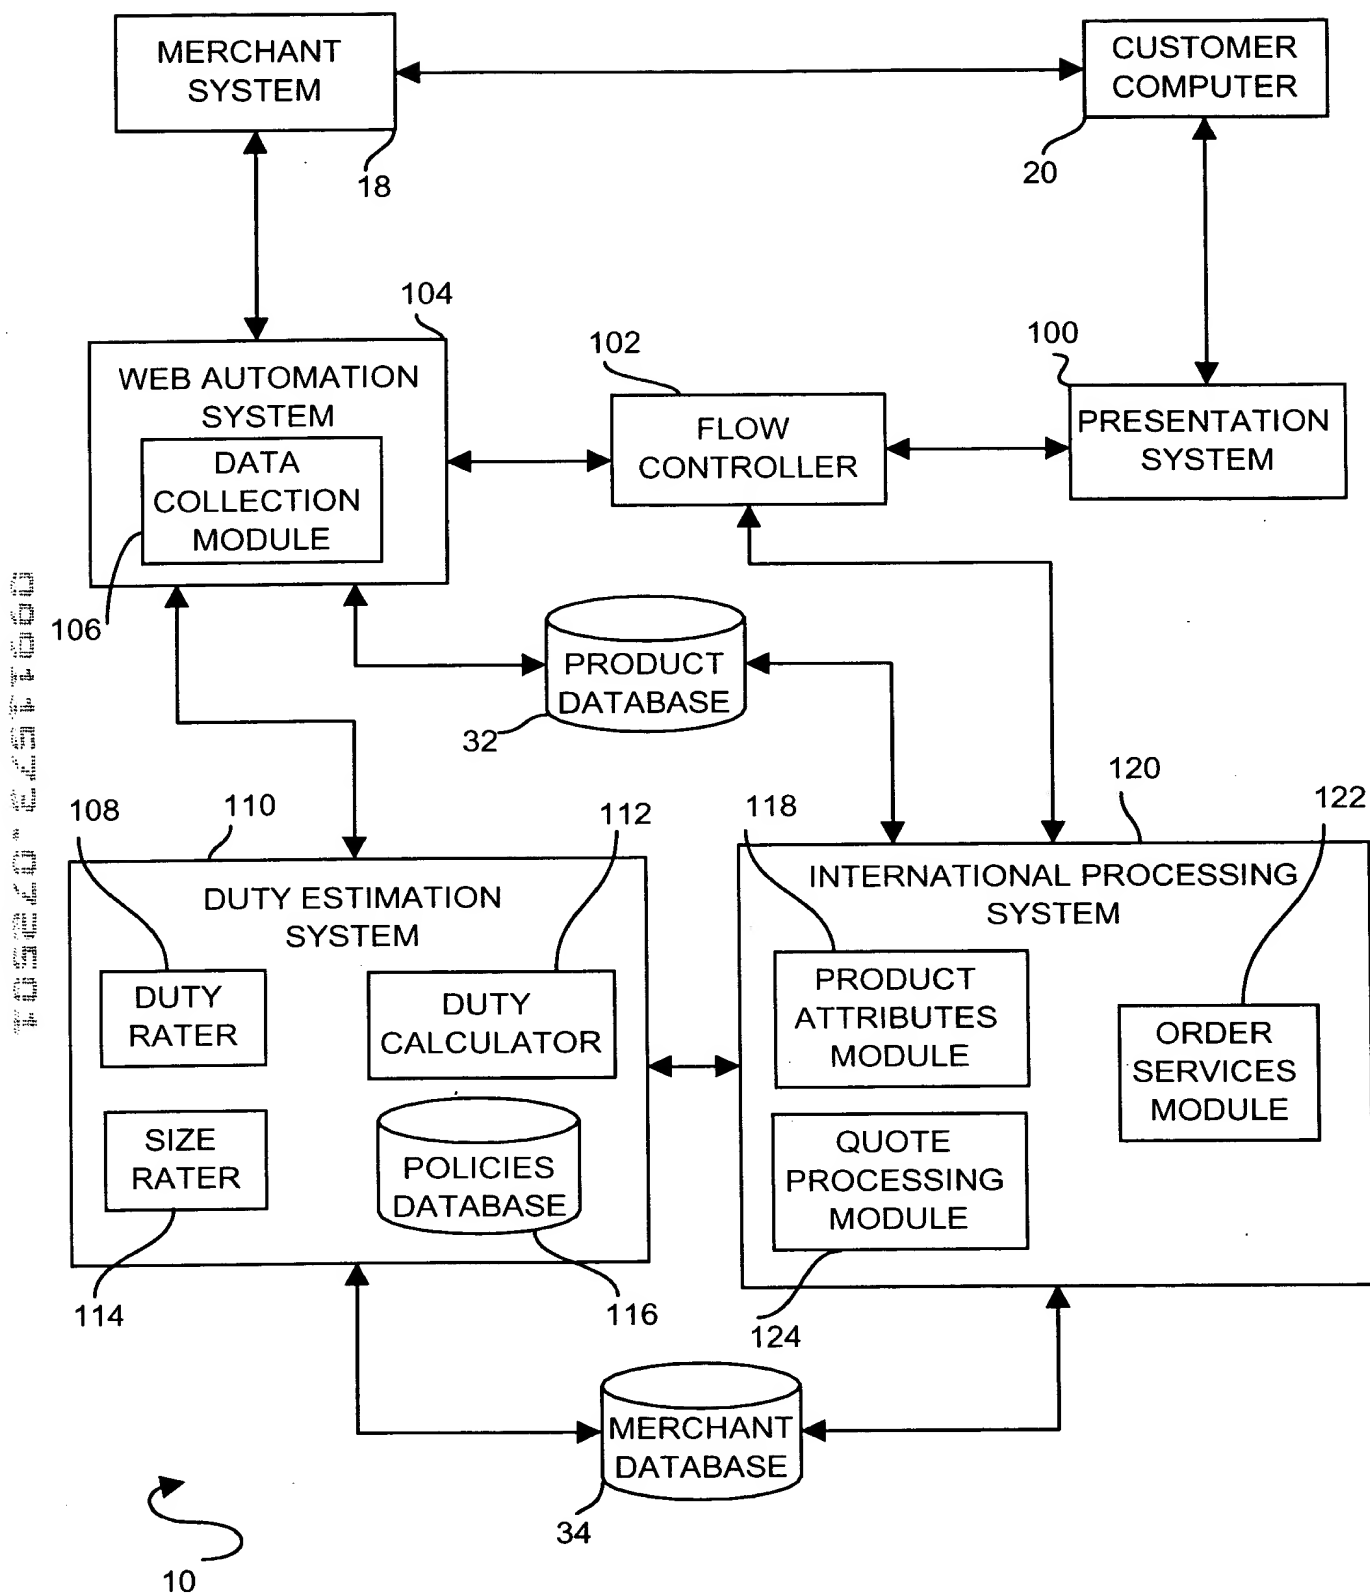 MERCHANT
SYSTEM
18
CUSTOMER
COMPUTER
20
104
WEB AUTOMATION
SYSTEM
DATA
COLLECTION
MODULE
106
102
FLOW
CONTROLLER
100
PRESENTATION
SYSTEM
PRODUCT
DATABASE
32
108
110
112
DUTY ESTIMATION
SYSTEM
DUTY
RATER
DUTY
CALCULATOR
SIZE
RATER
POLICIES
DATABASE
114
116
118
120
122
INTERNATIONAL PROCESSING
SYSTEM
PRODUCT
ATTRIBUTES
MODULE
ORDER
SERVICES
MODULE
QUOTE
PROCESSING
MODULE
124
MERCHANT
DATABASE
34
10